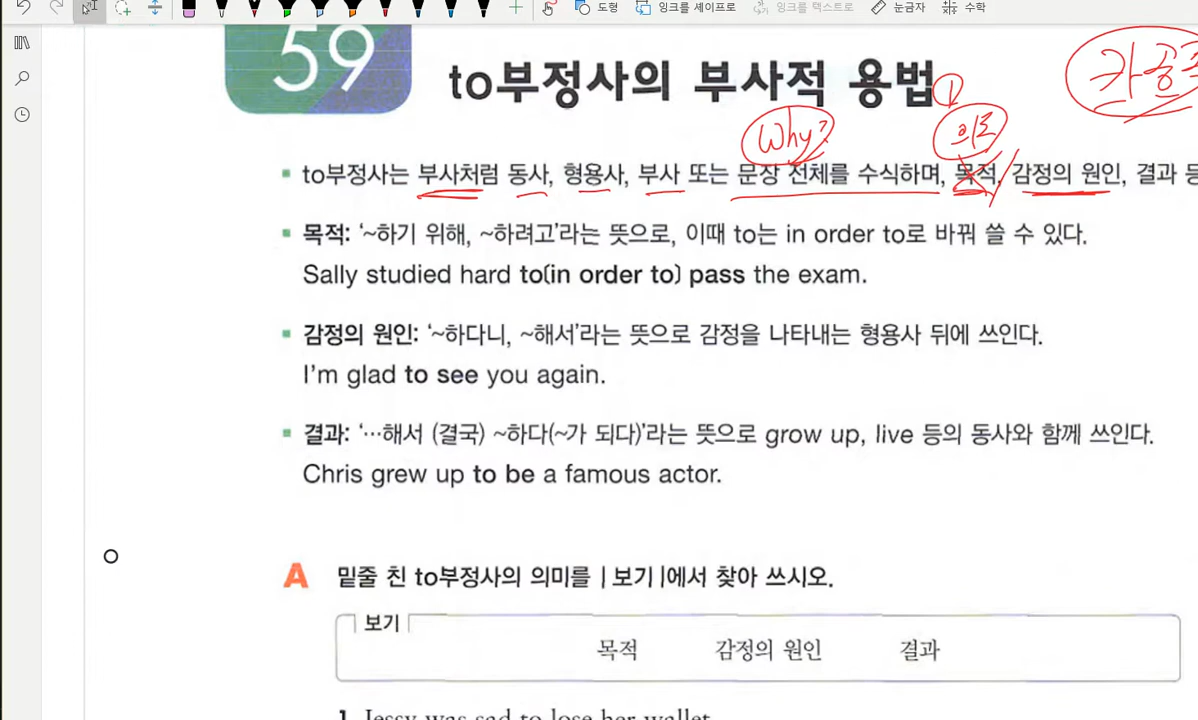 도형 잉크를 셰이프로 잉크를 텍스트로 눈금자 수학
59
to부정사의 부사적 용법
①
Why?
의도
to부정사는 부사처럼 동사, 형용사, 부사 또는 문장 전체를 수식하며, 목적, 감정의 원인, 결과 등
목적: '~하기 위해, ~하려고'라는 뜻으로, 이때 to는 in order to로 바꿔 쓸 수 있다.
Sally studied hard to(in order to) pass the exam.
감정의 원인: '~하다니, ~해서'라는 뜻으로 감정을 나타내는 형용사 뒤에 쓰인다.
I'm glad to see you again.
결과: '…해서 (결국) ~하다(~가 되다)'라는 뜻으로 grow up, live 등의 동사와 함께 쓰인다.
Chris grew up to be a famous actor.
A 밑줄 친 to부정사의 의미를 |보기|에서 찾아 쓰시오.
보기
목적 감정의 원인 결과
1 Jessy was sad to lose her wallet.